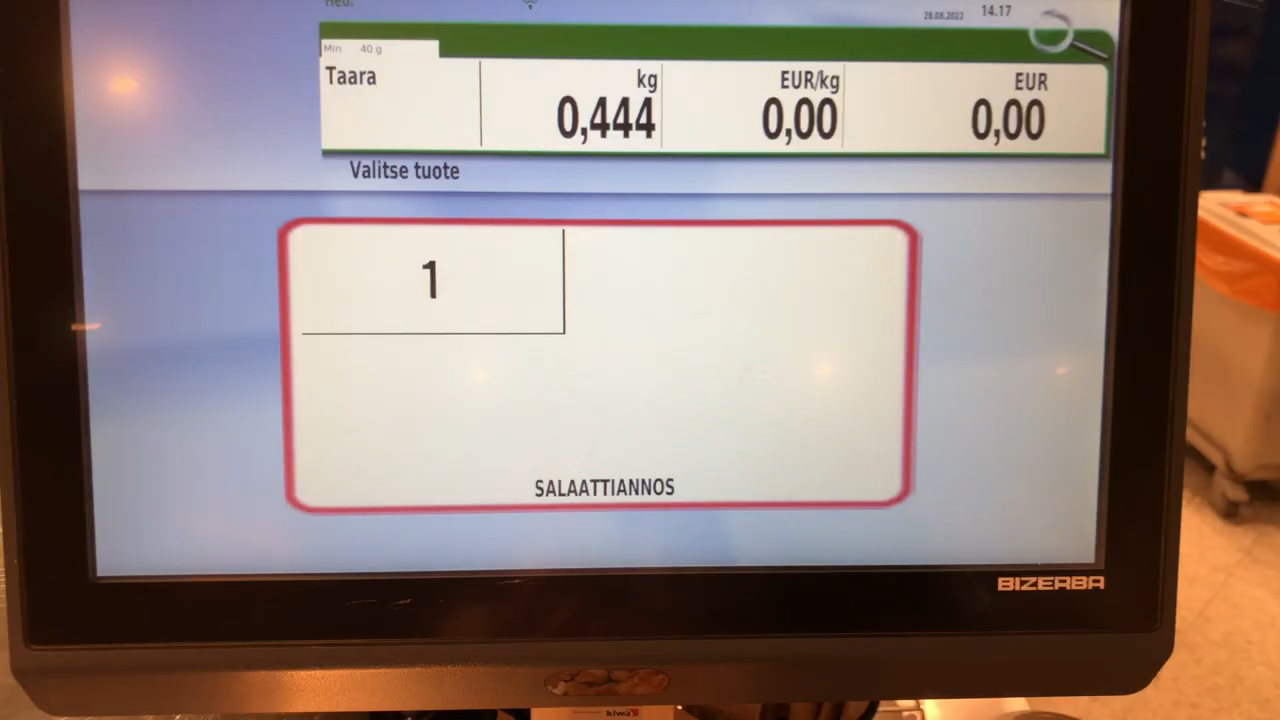 28.08.2022 14.17
Min 40 g
Taara
kg
EUR/kg
EUR
0,444
0,00
0,00
Valitse tuote
1
SALAATTIANNOS
BIZERBA
kiwa